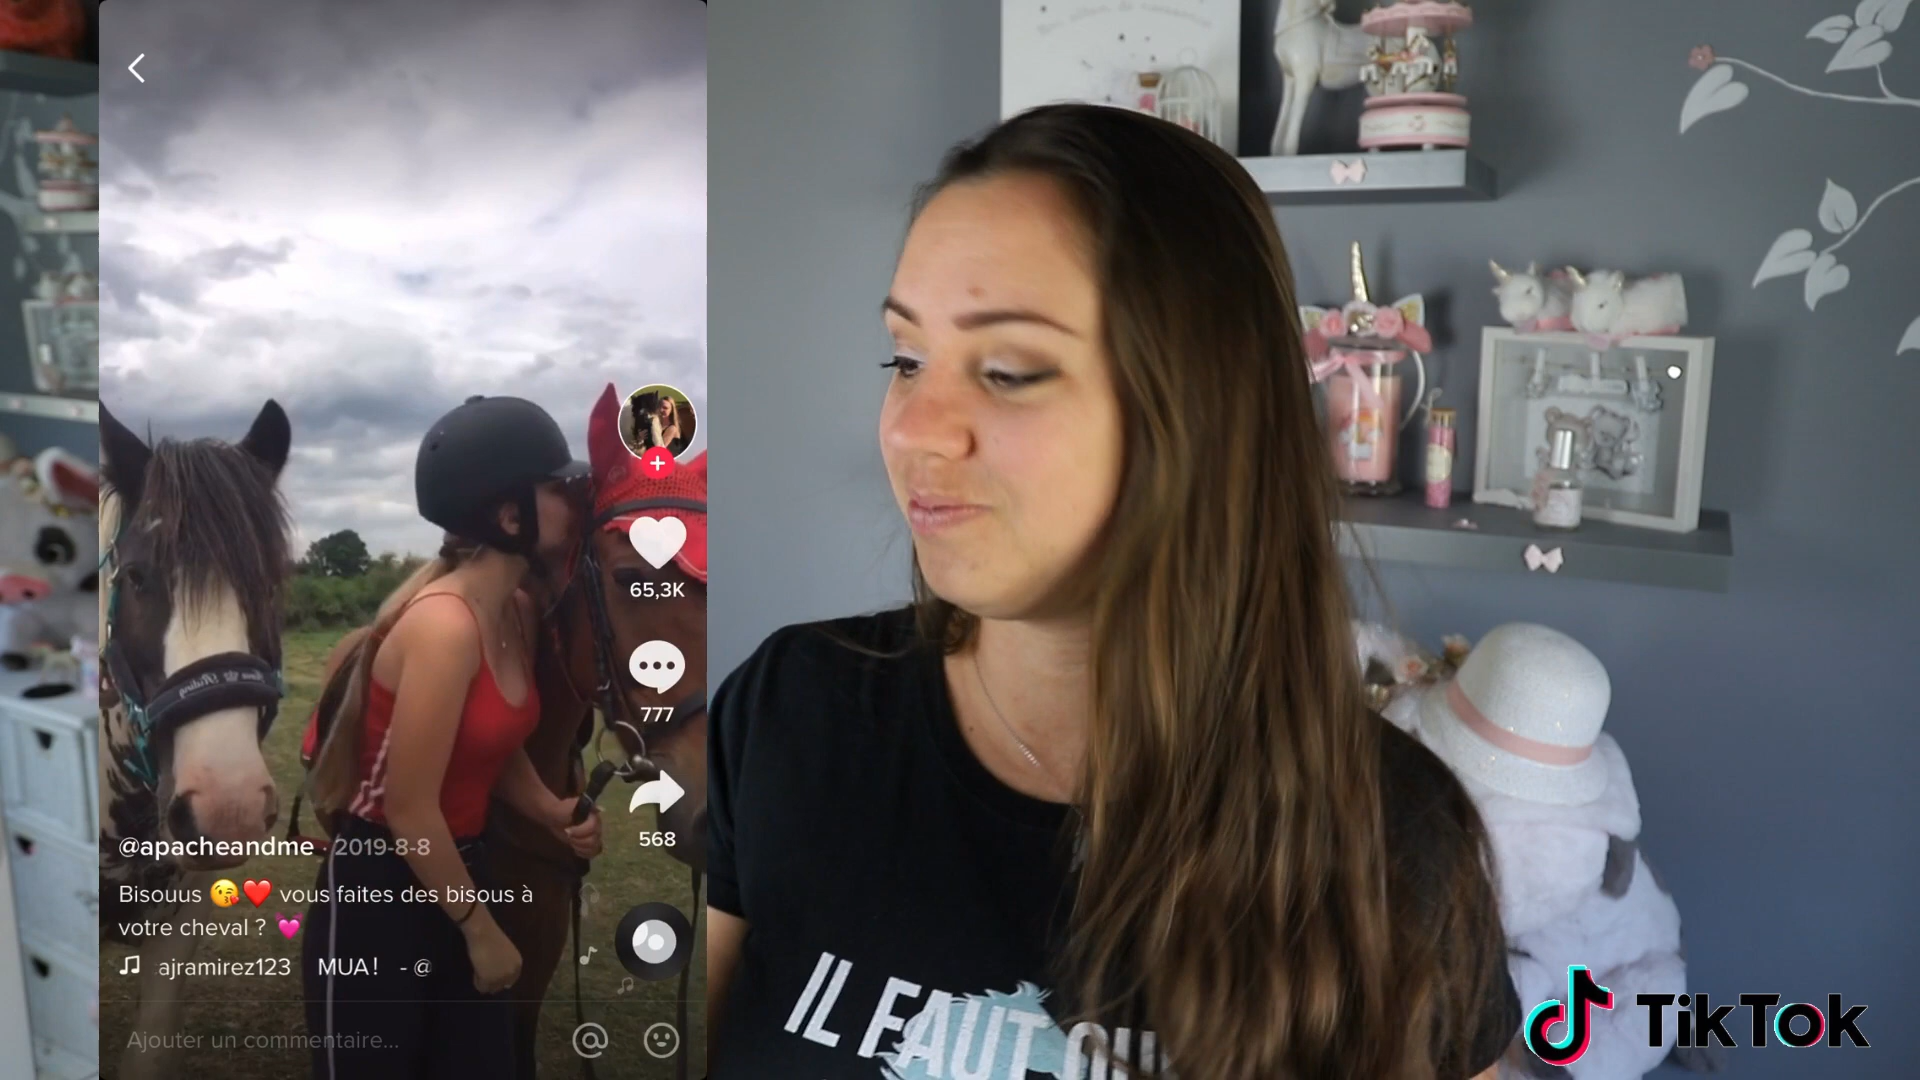 65,3K
777
568
@apacheandme · 2019-8-8
Bisouus 😘❤️ vous faites des bisous à
votre cheval ? 💓
ajramirez123 MUA! - @
Ajouter un commentaire...
IL FAUT QU
TikTok